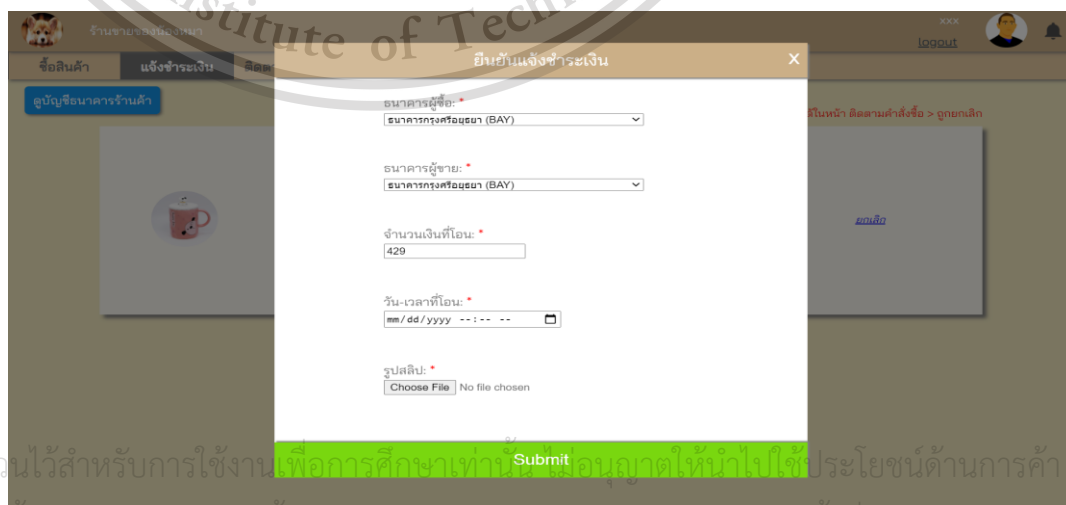 Institute of Tech
ร้านขายของน้องหมา
xxx
logout
ซื้อสินค้า
แจ้งชำระเงิน
ติดต
ยืนยันแจ้งชำระเงิน
X
ดูบัญชีธนาคารร้านค้า
ในหน้า ติดตามคำสั่งซื้อ > ถูกยกเลิก
ธนาคารผู้ซื้อ: *
ธนาคารกรุงศรีอยุธยา (BAY)
ธนาคารผู้ขาย: *
ธนาคารกรุงศรีอยุธยา (BAY)
ยกเลิก
จำนวนเงินที่โอน: *
429
วัน-เวลาที่โอน: *
mm/dd/yyyy --:-- --
รูปสลิป: *
Choose File No file chosen
Submit
วนไว้สำหรับการใช้งานเพื่อการศึกษาเท่านั้น ไม่อนุญาตให้นำไปใช้ประโยชน์ด้านการค้า